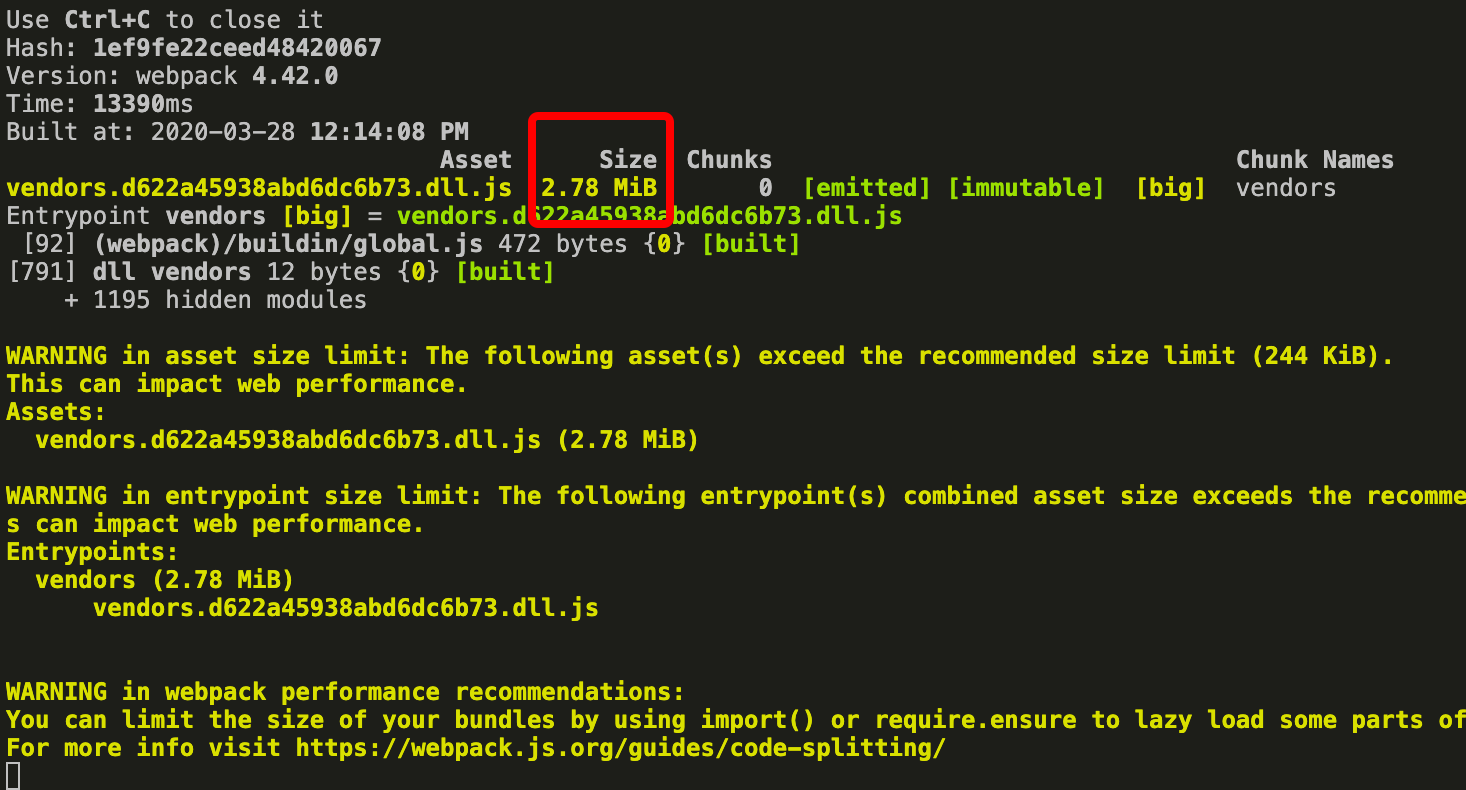 Use Ctrl+C to close it
Hash: 1ef9fe22ceed48420067
Version: webpack 4.42.0
Time: 13390ms
Built at: 2020-03-28 12:14:08 PM
Asset Size Chunks Chunk Names
vendors.d622a45938abd6dc6b73.dll.js 2.78 MiB 0 [emitted] [immutable] [big] vendors
Entrypoint vendors [big] = vendors.d622a45938abd6dc6b73.dll.js
[92] (webpack)/buildin/global.js 472 bytes {0} [built]
[791] dll vendors 12 bytes {0} [built]
+ 1195 hidden modules
WARNING in asset size limit: The following asset(s) exceed the recommended size limit (244 KiB).
This can impact web performance.
Assets:
vendors.d622a45938abd6dc6b73.dll.js (2.78 MiB)
WARNING in entrypoint size limit: The following entrypoint(s) combined asset size exceeds the recomme
s can impact web performance.
Entrypoints:
vendors (2.78 MiB)
vendors.d622a45938abd6dc6b73.dll.js
WARNING in webpack performance recommendations:
You can limit the size of your bundles by using import() or require.ensure to lazy load some parts of
For more info visit https://webpack.js.org/guides/code-splitting/